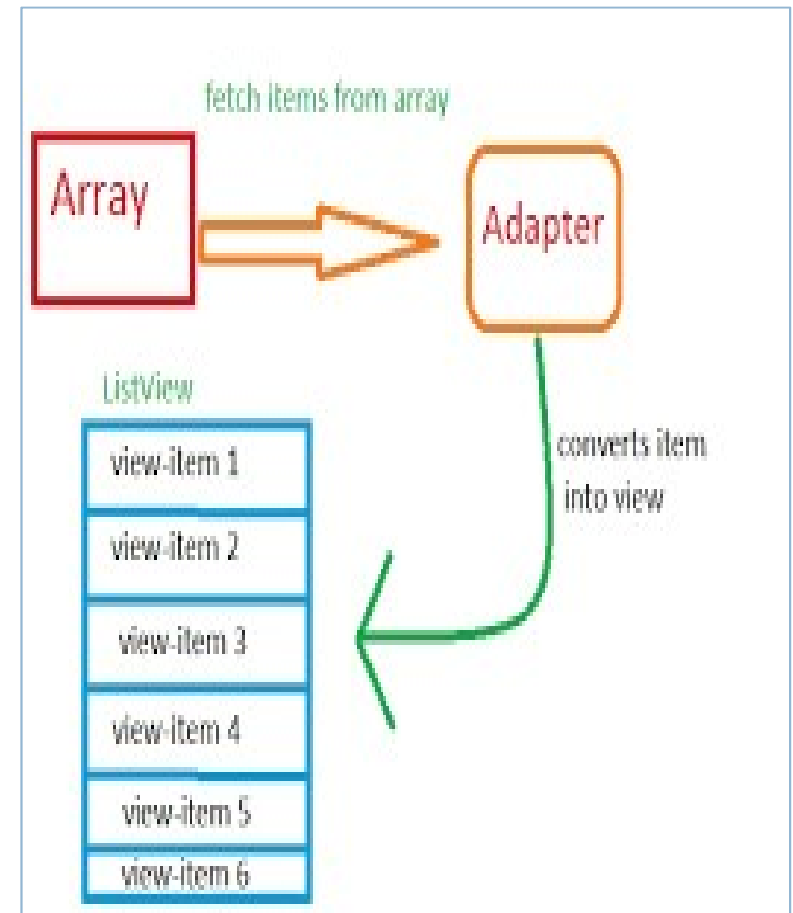 fetch items from array
Array
Adapter
converts item
into view
ListView
view-item 1
view-item 2
view-item 3
view-item 4
view-item 5
view-item 6